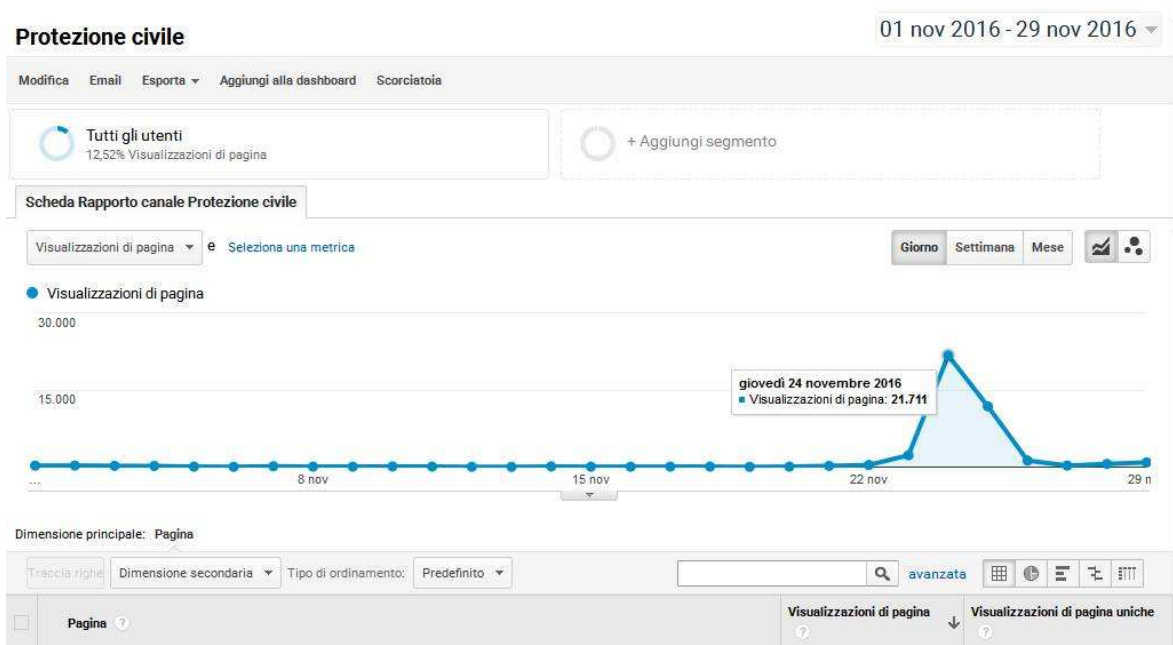 Protezione civile
01 nov 2016 - 29 nov 2016
Modifica Email Esporta Aggiungi alla dashboard Scorciatoia
Tutti gli utenti
12,52% Visualizzazioni di pagina
+ Aggiungi segmento
Scheda Rapporto canale Protezione civile
Visualizzazioni di pagina e Seleziona una metrica
Giorno Settimana Mese
Visualizzazioni di pagina
30.000
giovedì 24 novembre 2016
Visualizzazioni di pagina: 21.711
15.000
... 8 nov 15 nov 22 nov 29 n
Dimensione principale: Pagina
Traccia righe Dimensione secondaria Tipo di ordinamento: Predefinito avanzata
Pagina ? Visualizzazioni di pagina ? Visualizzazioni di pagina uniche ?